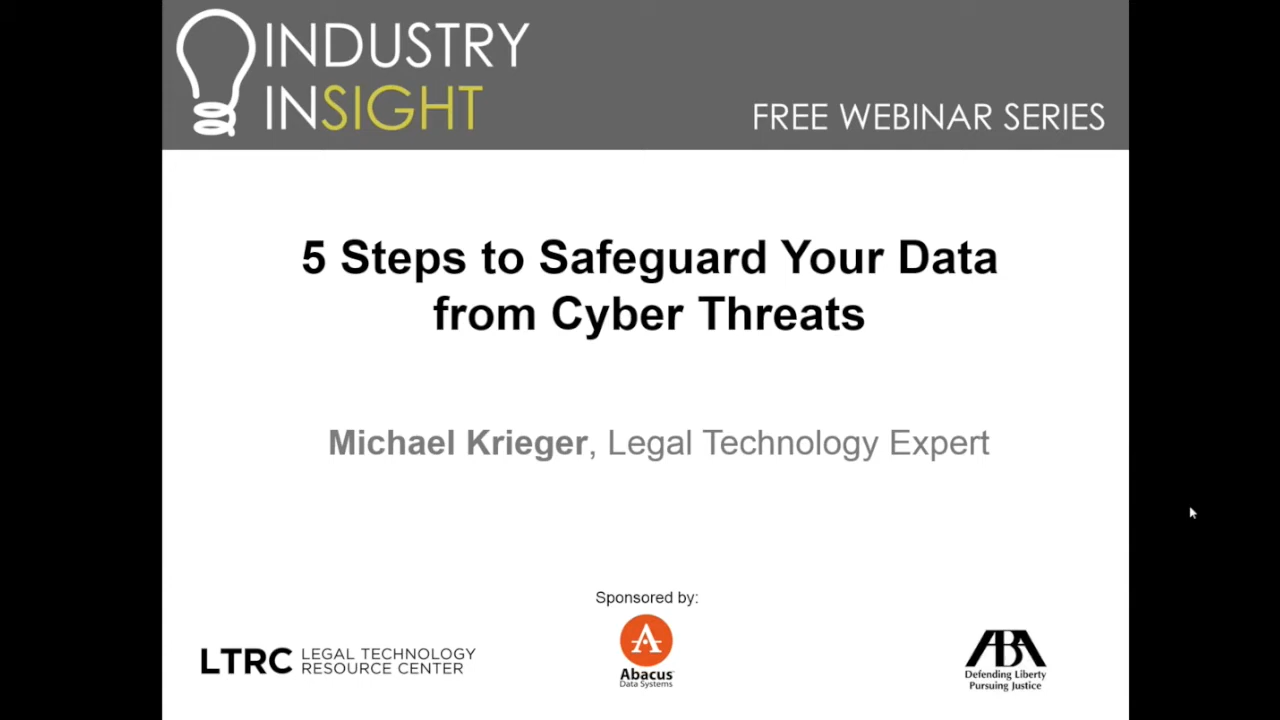 INDUSTRY
INSIGHT
FREE WEBINAR SERIES
5 Steps to Safeguard Your Data
from Cyber Threats
Michael Krieger, Legal Technology Expert
Sponsored by:
LTRC LEGAL TECHNOLOGY
RESOURCE CENTER
A
Abacus
Data Systems
ABA
Defending Liberty
Pursuing Justice